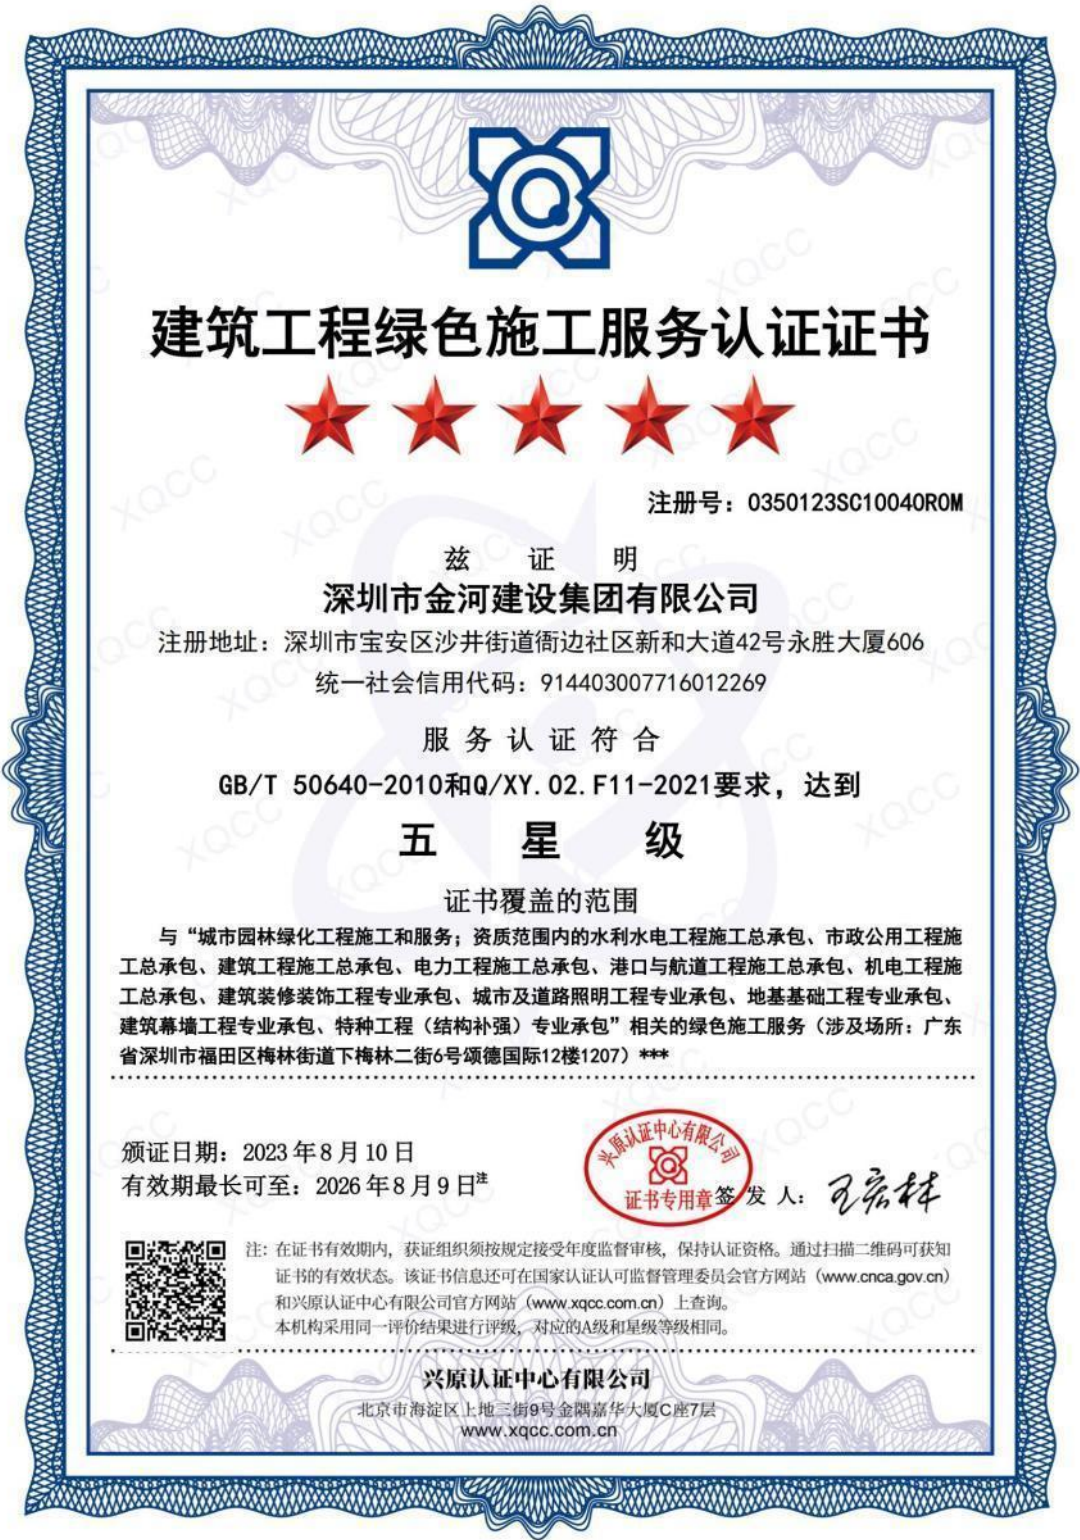 建筑工程绿色施工服务认证证书
注册号：0350123SC10040R0M
兹 证 明
深圳市金河建设集团有限公司
注册地址：深圳市宝安区沙井街道衙边社区新和大道42号永胜大厦606
统一社会信用代码：914403007716012269
服务认证符合
GB/T 50640-2010和Q/XY.02.F11-2021要求，达到
五 星 级
证书覆盖的范围
与“城市园林绿化工程施工和服务；资质范围内的水利水电工程施工总承包、市政公用工程施
工总承包、建筑工程施工总承包、电力工程施工总承包、港口与航道工程施工总承包、机电工程施
工总承包、建筑装修装饰工程专业承包、城市及道路照明工程专业承包、地基基础工程专业承包、
建筑幕墙工程专业承包、特种工程（结构补强）专业承包”相关的绿色施工服务（涉及场所：广东
省深圳市福田区梅林街道下梅林二街6号颂德国际12楼1207）***
颁证日期：2023年8月10日
有效期最长可至：2026年8月9日注
兴原认证中心有限公司
证书专用章
签发人：王宏林
注：在证书有效期内，获证组织须按规定接受年度监督审核，保持认证资格。通过扫描二维码可获知
证书的有效状态。该证书信息还可在国家认证认可监督管理委员会官方网站（www.cnca.gov.cn）
和兴原认证中心有限公司官方网站（www.xqcc.com.cn）上查询。
本机构采用同一评价结果进行评级，对应的A级和星级等级相同。
兴原认证中心有限公司
北京市海淀区上地三街9号金隅嘉华大厦C座7层
www.xqcc.com.cn